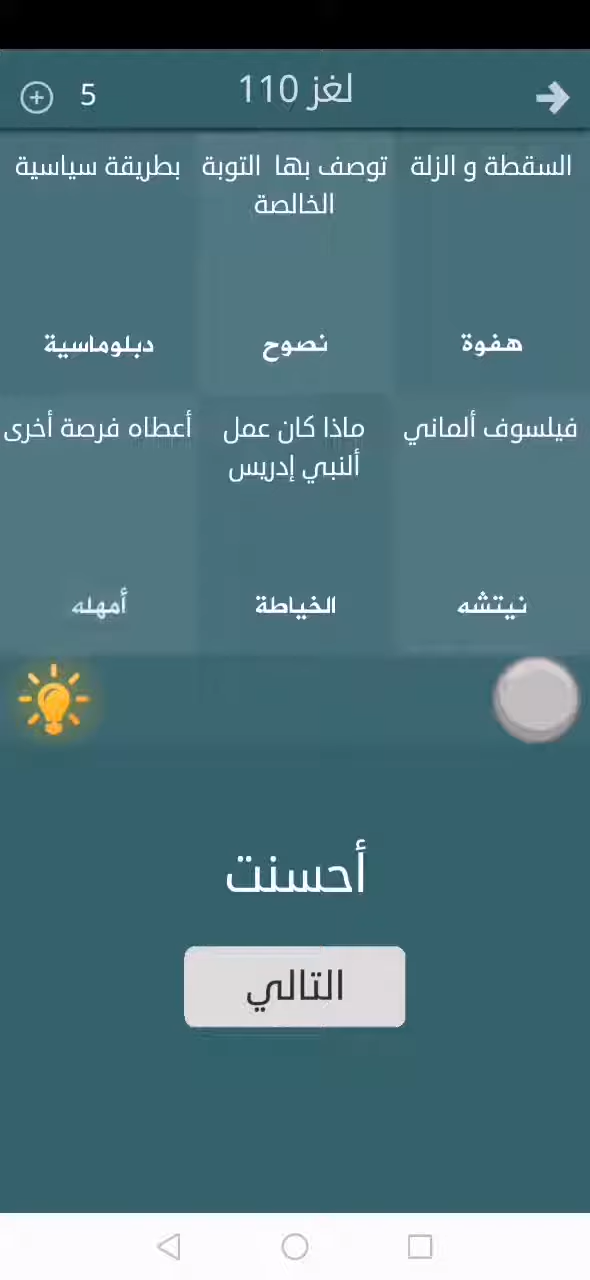 لغز 110
5
السقطة و الزلة
توصف بها التوبة
الخالصة
بطريقة سياسية
هفوة
نصوح
دبلوماسية
فيلسوف ألماني
ماذا كان عمل
ألنبي إدريس
أعطاه فرصة أخرى
نيتشه
الخياطة
أمهله
أحسنت
التالي